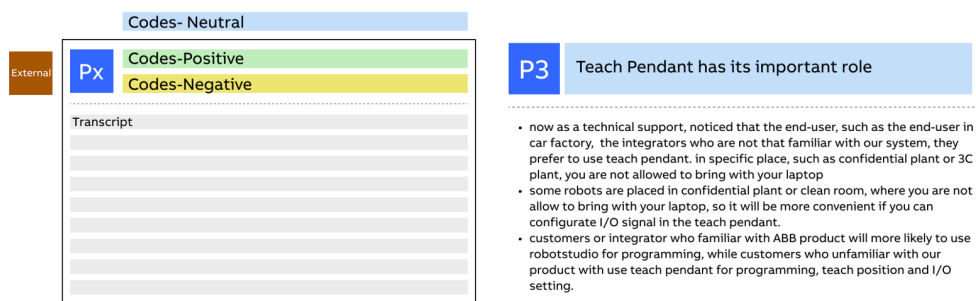 Codes- Neutral
External
Px
Codes-Positive
Codes-Negative
Transcript
P3
Teach Pendant has its important role
• now as a technical support, noticed that the end-user, such as the end-user in
car factory,  the integrators who are not that familiar with our system, they
prefer to use teach pendant. in specific place, such as confidential plant or 3C
plant, you are not allowed to bring with your laptop
• some robots are placed in confidential plant or clean room, where you are not
allow to bring with your laptop, so it will be more convenient if you can
configurate I/O signal in the teach pendant.
• customers or integrator who familiar with ABB product will more likely to use
robotstudio for programming, while customers who unfamiliar with our
product with use teach pendant for programming, teach position and I/O
setting.